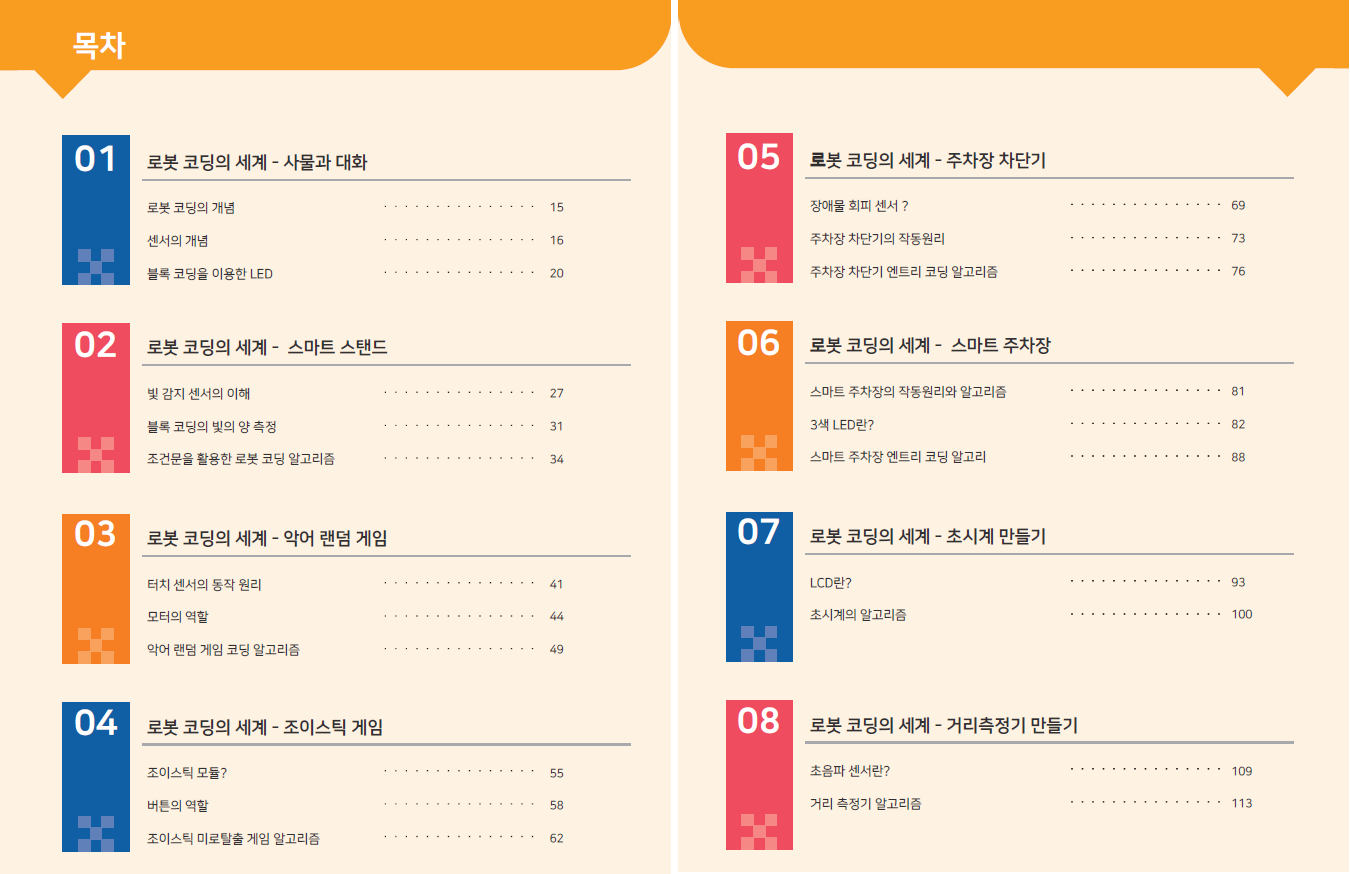 목차
01
로봇 코딩의 세계 - 사물과 대화
로봇 코딩의 개념 · · · · · · · · · · · · · · · 15
센서의 개념 · · · · · · · · · · · · · · · 16
블록 코딩을 이용한 LED · · · · · · · · · · · · · · · 20
02
로봇 코딩의 세계 - 스마트 스탠드
빛 감지 센서의 이해 · · · · · · · · · · · · · · · 27
블록 코딩의 빛의 양 측정 · · · · · · · · · · · · · · · 31
조건문을 활용한 로봇 코딩 알고리즘 · · · · · · · · · · · · · · · 34
03
로봇 코딩의 세계 - 악어 랜덤 게임
터치 센서의 동작 원리 · · · · · · · · · · · · · · · 41
모터의 역할 · · · · · · · · · · · · · · · 44
악어 랜덤 게임 코딩 알고리즘 · · · · · · · · · · · · · · · 49
04
로봇 코딩의 세계 - 조이스틱 게임
조이스틱 모듈? · · · · · · · · · · · · · · · 55
버튼의 역할 · · · · · · · · · · · · · · · 58
조이스틱 미로탈출 게임 알고리즘 · · · · · · · · · · · · · · · 62
05
로봇 코딩의 세계 - 주차장 차단기
장애물 회피 센서 ? · · · · · · · · · · · · · · · 69
주차장 차단기의 작동원리 · · · · · · · · · · · · · · · 73
주차장 차단기 엔트리 코딩 알고리즘 · · · · · · · · · · · · · · · 76
06
로봇 코딩의 세계 - 스마트 주차장
스마트 주차장의 작동원리와 알고리즘 · · · · · · · · · · · · · · · 81
3색 LED란? · · · · · · · · · · · · · · · 82
스마트 주차장 엔트리 코딩 알고리 · · · · · · · · · · · · · · · 88
07
로봇 코딩의 세계 - 초시계 만들기
LCD란? · · · · · · · · · · · · · · · 93
초시계의 알고리즘 · · · · · · · · · · · · · · · 100
08
로봇 코딩의 세계 - 거리측정기 만들기
초음파 센서란? · · · · · · · · · · · · · · · 109
거리 측정기 알고리즘 · · · · · · · · · · · · · · · 113